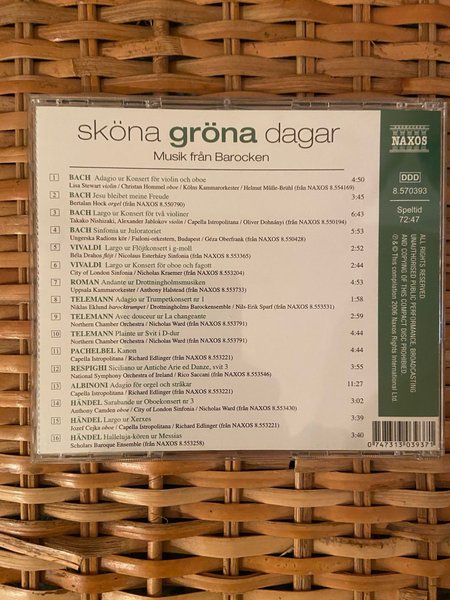 sköna gröna dagar
Musik från Barocken
1 BACH Adagio ur Konsert för violin och oboe 4:50
Lisa Stewart violin / Christian Hommel oboe / Kölns Kammarorkester / Helmut Müller-Brühl (från NAXOS 8.554169)
2 BACH Jesu bleibet meine Freude 3:45
Bertalan Hock orgel (från NAXOS 8.550790)
3 BACH Largo ur Konsert för två violiner 6:47
Takako Nishizaki, Alexander Jablokov violin / Capella Istropolitana / Oliver Dohnányi (från NAXOS 8.550194)
4 BACH Sinfonia ur Juloratoriet 5:51
Ungerska Radions kör / Failoni-orkestern, Budapest / Géza Oberfrank (från NAXOS 8.550428)
5 VIVALDI Largo ur Flöjtkonsert i g-moll 2:52
Béla Drahos flöjt / Nicolaus Esterházy Sinfonia (från NAXOS 8.553365)
6 VIVALDI Largo ur Konsert för oboe och fagott 2:44
City of London Sinfonia / Nicholas Kraemer (från NAXOS 8.553204)
7 ROMAN Andante ur Drottningholmsmusiken
Uppsala Kammarorkester / Anthony Halstead (från NAXOS 8.553733)
8 TELEMANN Adagio ur Trumpetkonsert nr 1
Niklas Eklund barocktrumpet / Drottningholms Barockensemble / Nils-Erik Sparf (från NAXOS 8.553531)
9 TELEMANN Avec douceur ur La changeante 2:59
Northern Chamber Orchestra / Nicholas Ward (från NAXOS 8.553791)
10 TELEMANN Plainte ur Svit i D-dur 4:44
Northern Chamber Orchestra / Nicholas Ward (från NAXOS 8.553791)
11 PACHELBEL Kanon 4:44
Capella Istropolitana / Richard Edlinger (från NAXOS 8.553221)
12 RESPIGHI Siciliano ur Antiche Arie ed Danze, svit 3
National Symphony Orchestra of Ireland / Rico Saccani (från NAXOS 8.553546)
13 ALBINONI Adagio för orgel och stråkar 11:27
Capella Istropolitana / Richard Edlinger (från NAXOS 8.553221)
14 HÄNDEL Sarabande ur Oboekonsert nr 3
Anthony Camden oboe / City of London Sinfonia / Nicholas Ward (från NAXOS 8.553430)
15 HÄNDEL Largo ur Xerxes 3:39
Jozef Cejka oboe / Capella Istropolitana / Richard Edlinger (från NAXOS 8.553221)
16 HÄNDEL Halleluja-kören ur Messias 3:40
Scholars Baroque Ensemble (från NAXOS 8.553258)
NAXOS
DDD
8.570393
Speltid
72:47
ALL RIGHTS RESERVED.
UNAUTHORISED PUBLIC PERFORMANCE, BROADCASTING
AND COPYING OF THIS COMPACT DISC PROHIBITED.
℗ & © This compilation 2006 Naxos Rights International Ltd.
0 747313 039371